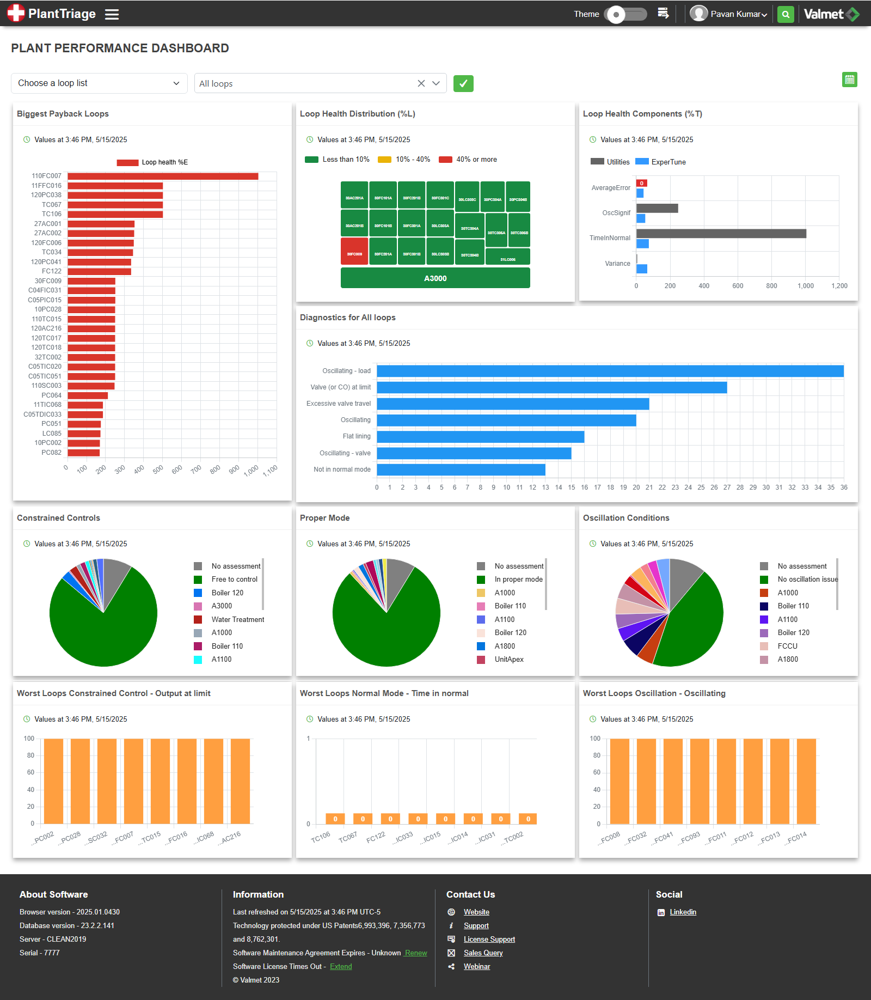 PlantTriage
Theme
Pavan Kumar
Valmet
PLANT PERFORMANCE DASHBOARD
Choose a loop list
All loops
Biggest Payback Loops
Values at 3:46 PM, 5/15/2025
Loop health %E
110FC007
11FFC016
120PC038
TC067
TC106
27AC001
27AC002
120FC006
TC034
120PC041
FC122
30FC009
C04FIC031
C05PIC015
10PC028
110TC015
120AC216
120TC017
120TC018
32TC002
C05TIC020
C05TIC051
110SC003
PC064
11TIC068
C05TDIC033
PC051
LC085
10PC002
PC082
0 100 200 300 400 500 600 700 800 900 1,000 1,100
Loop Health Distribution (%L)
Values at 3:46 PM, 5/15/2025
Less than 10% 10% - 40% 40% or more
30AC201A 30FC101A 30FC201B 30FC301C 30LC303C 30PC304A 30PC304B
30AC201B 30FC101B 30FC301A 30LC303A 30TC304A 30TC305A 30TC305B
30FC009 30FC201A 30FC301B 30LC303B 30TC304B 31LC005
A3000
Loop Health Components (%T)
Values at 3:46 PM, 5/15/2025
Utilities ExperTune
AverageError
0
OscSignif
TimeInNormal
Variance
0 200 400 600 800 1,000 1,200
Diagnostics for All loops
Values at 3:46 PM, 5/15/2025
Oscillating - load
Valve (or CO) at limit
Excessive valve travel
Oscillating
Flat lining
Oscillating - valve
Not in normal mode
0 1 2 3 4 5 6 7 8 9 10 11 12 13 14 15 16 17 18 19 20 21 22 23 24 25 26 27 28 29 30 31 32 33 34 35 36
Constrained Controls
Values at 3:46 PM, 5/15/2025
No assessment
Free to control
Boiler 120
A3000
Water Treatment
A1000
Boiler 110
A1100
Proper Mode
Values at 3:46 PM, 5/15/2025
No assessment
In proper mode
A1000
Boiler 110
A1100
Boiler 120
A1800
UnitApex
Oscillation Conditions
Values at 3:46 PM, 5/15/2025
No assessment
No oscillation issue
A1000
Boiler 110
A1100
Boiler 120
FCCU
A1800
Worst Loops Constrained Control - Output at limit
Values at 3:46 PM, 5/15/2025
100
80
60
40
20
0
...PC002 ...PC028 ...SC032 ...FC007 ...TC015 ...FC016 ...IC068 ...AC216
Worst Loops Normal Mode - Time in normal
Values at 3:46 PM, 5/15/2025
1
0
0 0 0 0 0 0 0 0
TC106 TC067 FC122 ...IC033 ...IC015 ...IC014 ...IC031 ...TC002
Worst Loops Oscillation - Oscillating
Values at 3:46 PM, 5/15/2025
100
80
60
40
20
0
...FC008 ...FC032 ...FC041 ...FC093 ...FC011 ...FC012 ...FC013 ...FC014
About Software
Browser version - 2025.01.0430
Database version - 23.2.2.141
Server - CLEAN2019
Serial - 7777
Information
Last refreshed on 5/15/2025 at 3:46 PM UTC-5
Technology protected under US Patents6,993,396, 7,356,773
and 8,762,301.
Software Maintenance Agreement Expires - Unknown Renew
Software License Times Out - Extend
© Valmet 2023
Contact Us
Website
Support
License Support
Sales Query
Webinar
Social
Linkedin